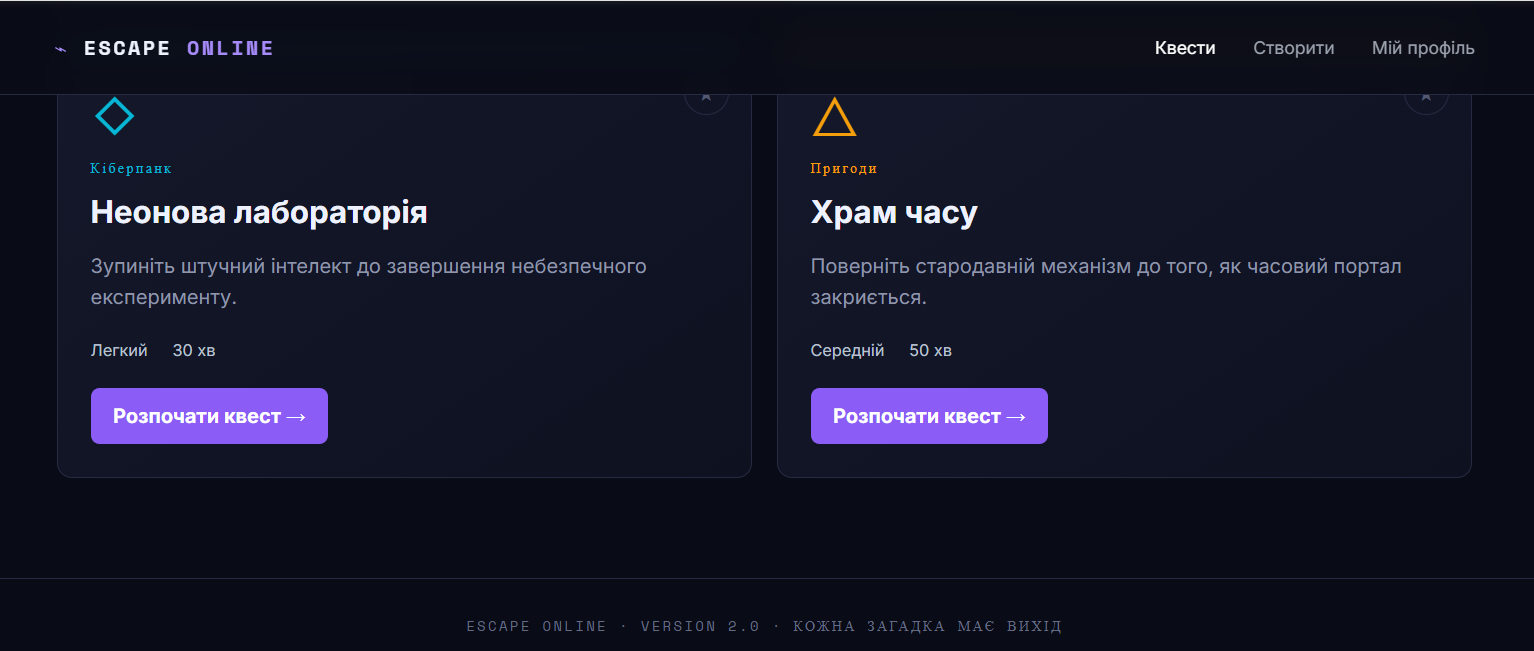 ESCAPE ONLINE
Квести Створити Мій профіль
Кіберпанк
Неонова лабораторія
Зупиніть штучний інтелект до завершення небезпечного
експерименту.
Легкий 30 хв
Розпочати квест →
Пригоди
Храм часу
Поверніть стародавній механізм до того, як часовий портал
закриється.
Середній 50 хв
Розпочати квест →
ESCAPE ONLINE · VERSION 2.0 · КОЖНА ЗАГАДКА МАЄ ВИХІД